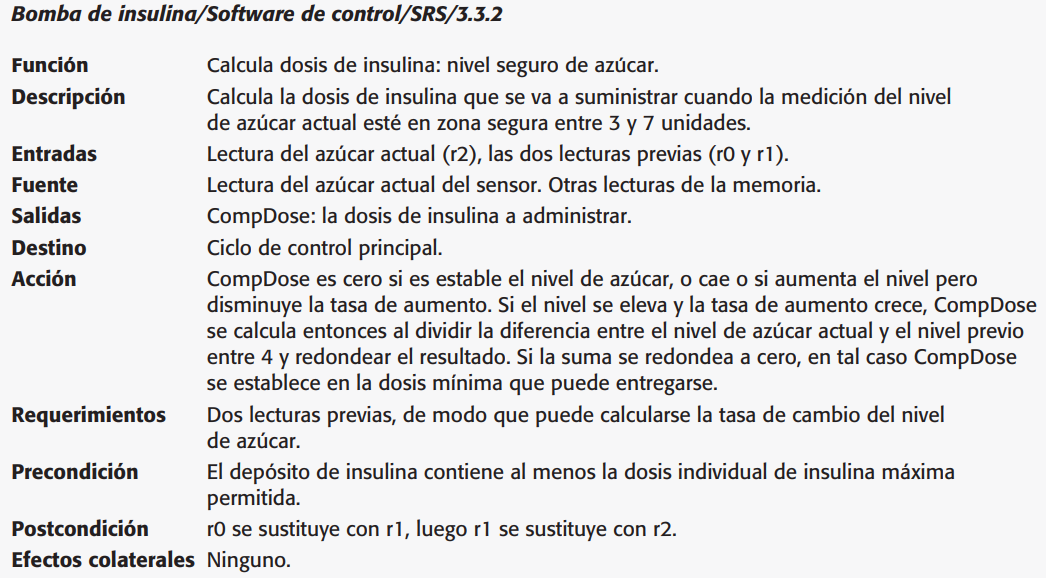 Bomba de insulina/Software de control/SRS/3.3.2
Función Calcula dosis de insulina: nivel seguro de azúcar.
Descripción Calcula la dosis de insulina que se va a suministrar cuando la medición del nivel
de azúcar actual esté en zona segura entre 3 y 7 unidades.
Entradas Lectura del azúcar actual (r2), las dos lecturas previas (r0 y r1).
Fuente Lectura del azúcar actual del sensor. Otras lecturas de la memoria.
Salidas CompDose: la dosis de insulina a administrar.
Destino Ciclo de control principal.
Acción CompDose es cero si es estable el nivel de azúcar, o cae o si aumenta el nivel pero
disminuye la tasa de aumento. Si el nivel se eleva y la tasa de aumento crece, CompDose
se calcula entonces al dividir la diferencia entre el nivel de azúcar actual y el nivel previo
entre 4 y redondear el resultado. Si la suma se redondea a cero, en tal caso CompDose
se establece en la dosis mínima que puede entregarse.
Requerimientos Dos lecturas previas, de modo que puede calcularse la tasa de cambio del nivel
de azúcar.
Precondición El depósito de insulina contiene al menos la dosis individual de insulina máxima
permitida.
Postcondición r0 se sustituye con r1, luego r1 se sustituye con r2.
Efectos colaterales Ninguno.